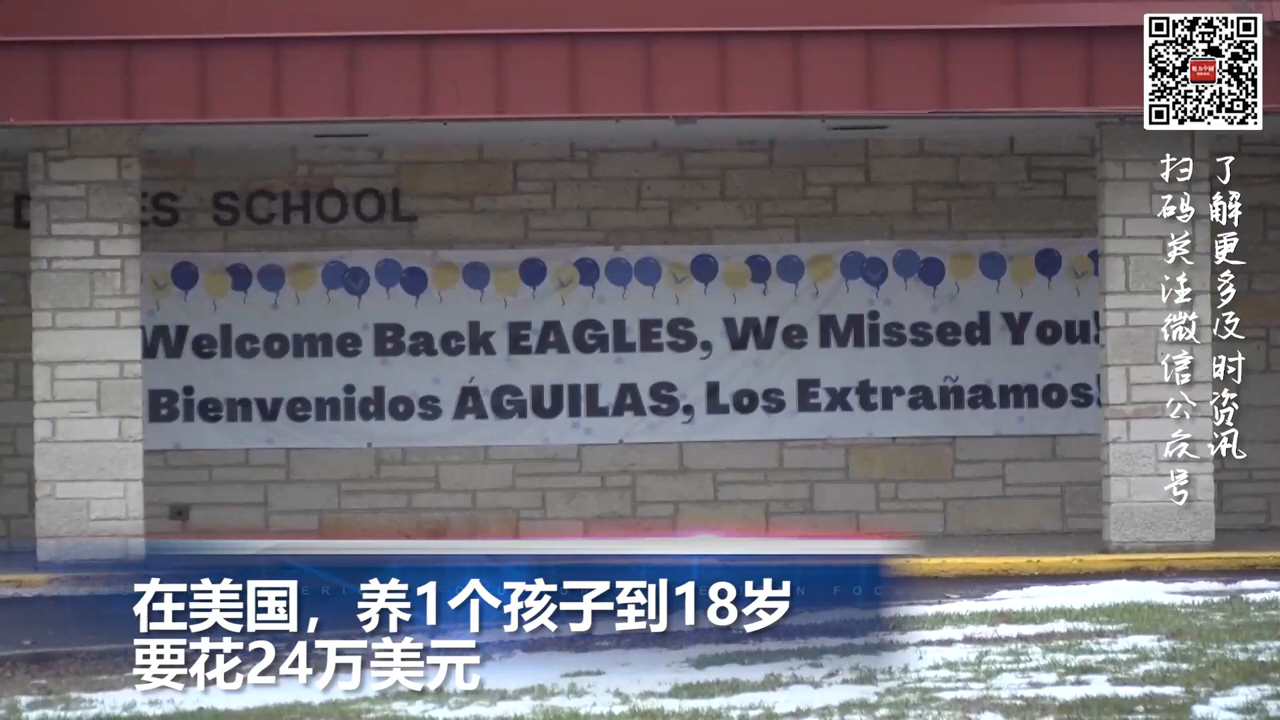 SCHOOL
Welcome Back EAGLES, We Missed You!
Bienvenidos ÁGUILAS, Los Extrañamos!
了解更多及时资讯
扫码关注微信公众号
在美国，养1个孩子到18岁
要花24万美元